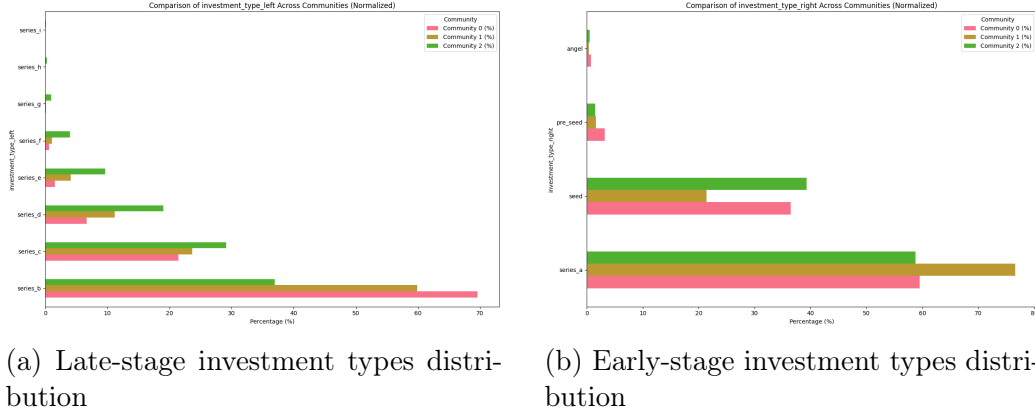 Comparison of investment_type_left Across Communities (Normalized)
Community
Community 0 (%)
Community 1 (%)
Community 2 (%)
series_i
series_h
series_g
series_f
series_e
series_d
series_c
series_b
investment_type_left
0 10 20 30 40 50 60 70
Percentage (%)
(a) Late-stage investment types distri-
bution
Comparison of investment_type_right Across Communities (Normalized)
Community
Community 0 (%)
Community 1 (%)
Community 2 (%)
angel
pre_seed
seed
series_a
investment_type_right
0 10 20 30 40 50 60 70 80
Percentage (%)
(b) Early-stage investment types distri-
bution